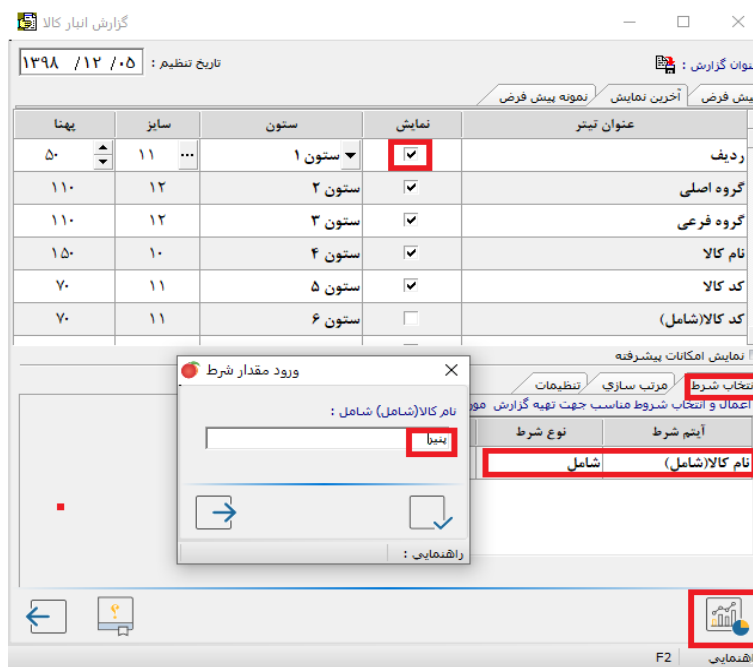 گزارش انبار کالا
عنوان گزارش :
تاریخ تنظیم : ۱۳۹۸ /۱۲ /۰۵
پیش فرض آخرین نمایش نمونه پیش فرض
عنوان تیتر نمایش ستون سایز پهنا
ردیف ستون ۱ ۱۱ ... ۵۰
گروه اصلی ستون ۲ ۱۲ ۱۱۰
گروه فرعی ستون ۳ ۱۲ ۱۱۰
نام کالا ستون ۴ ۱۰ ۱۵۰
کد کالا ستون ۵ ۱۱ ۷۰
کد کالا(شامل) ستون ۶ ۱۱ ۷۰
نمایش امکانات پیشرفته
انتخاب شرط مرتب سازي تنظیمات
اعمال و انتخاب شروط مناسب جهت تهیه گزارش مور
آیتم شرط نوع شرط
نام کالا(شامل) شامل
ورود مقدار شرط
نام کالا(شامل) شامل :
پنیر
راهنمایی :
راهنمایی F2